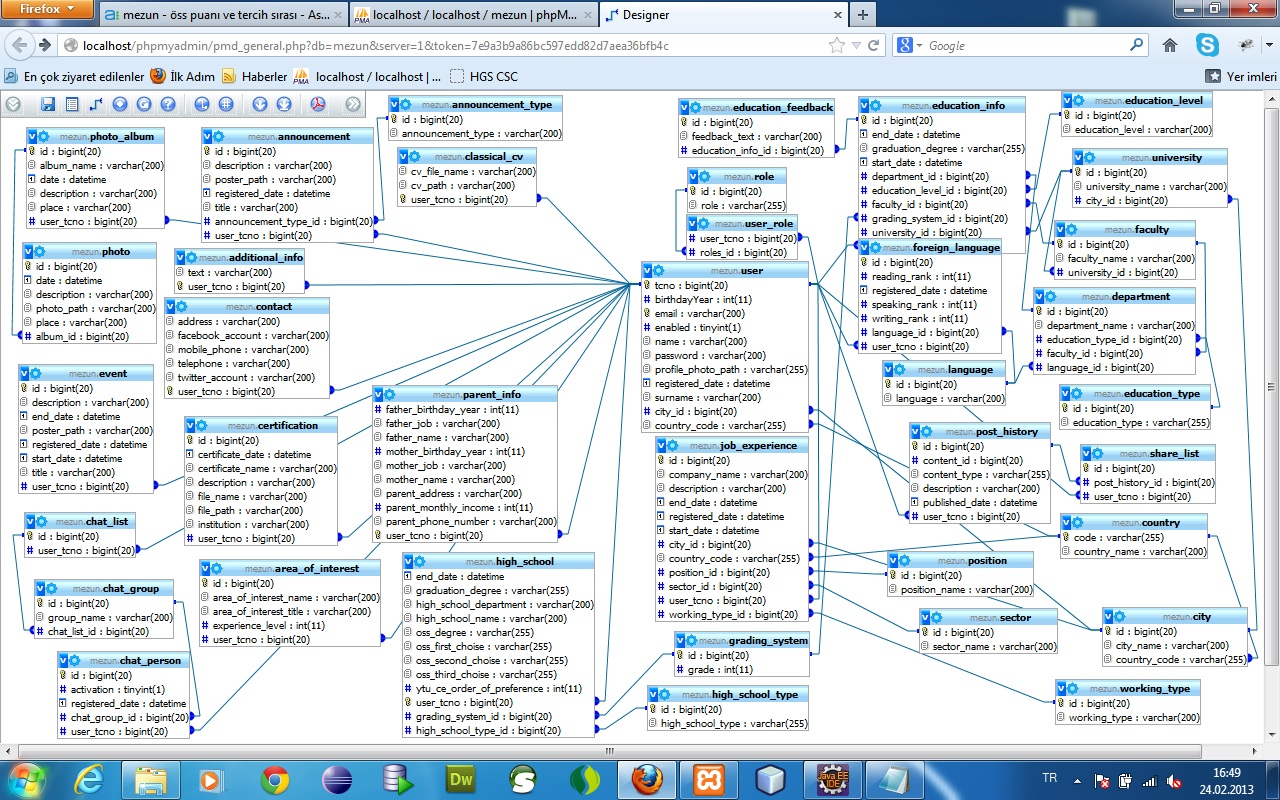 Firefox
mezun - öss puanı ve tercih sırası - As...
localhost / localhost / mezun | phpM...
Designer
localhost/phpmyadmin/pmd_general.php?db=mezun&server=1&token=7e9a3b9a86bc597edd82d7aea36bfb4c
Google
En çok ziyaret edilenler
İlk Adım
Haberler
localhost / localhost | ...
HGS CSC
Yer imleri
mezun.photo_album
id : bigint(20)
album_name : varchar(200)
date : datetime
description : varchar(200)
place : varchar(200)
user_tcno : bigint(20)
mezun.announcement
id : bigint(20)
description : varchar(200)
poster_path : varchar(200)
registered_date : datetime
title : varchar(200)
announcement_type_id : bigint(20)
user_tcno : bigint(20)
mezun.announcement_type
id : bigint(20)
announcement_type : varchar(200)
mezun.classical_cv
cv_file_name : varchar(200)
cv_path : varchar(200)
user_tcno : bigint(20)
mezun.education_feedback
id : bigint(20)
feedback_text : varchar(200)
education_info_id : bigint(20)
mezun.role
id : bigint(20)
role : varchar(255)
mezun.user_role
user_tcno : bigint(20)
roles_id : bigint(20)
mezun.education_info
id : bigint(20)
end_date : datetime
graduation_degree : varchar(255)
start_date : datetime
department_id : bigint(20)
education_level_id : bigint(20)
faculty_id : bigint(20)
grading_system_id : bigint(20)
university_id : bigint(20)
mezun.education_level
id : bigint(20)
education_level : varchar(200)
mezun.university
id : bigint(20)
university_name : varchar(200)
city_id : bigint(20)
mezun.faculty
id : bigint(20)
faculty_name : varchar(200)
university_id : bigint(20)
mezun.photo
id : bigint(20)
date : datetime
description : varchar(200)
photo_path : varchar(200)
place : varchar(200)
album_id : bigint(20)
mezun.additional_info
text : varchar(200)
user_tcno : bigint(20)
mezun.contact
address : varchar(200)
facebook_account : varchar(200)
mobile_phone : varchar(200)
telephone : varchar(200)
twitter_account : varchar(200)
user_tcno : bigint(20)
mezun.user
tcno : bigint(20)
birthdayYear : int(11)
email : varchar(200)
enabled : tinyint(1)
name : varchar(200)
password : varchar(200)
profile_photo_path : varchar(255)
registered_date : datetime
surname : varchar(200)
city_id : bigint(20)
country_code : varchar(255)
mezun.foreign_language
id : bigint(20)
reading_rank : int(11)
registered_date : datetime
speaking_rank : int(11)
writing_rank : int(11)
language_id : bigint(20)
user_tcno : bigint(20)
mezun.department
id : bigint(20)
department_name : varchar(200)
education_type_id : bigint(20)
faculty_id : bigint(20)
language_id : bigint(20)
mezun.language
id : bigint(20)
language : varchar(200)
mezun.education_type
id : bigint(20)
education_type : varchar(255)
mezun.event
id : bigint(20)
description : varchar(200)
end_date : datetime
poster_path : varchar(200)
registered_date : datetime
start_date : datetime
title : varchar(200)
user_tcno : bigint(20)
mezun.certification
id : bigint(20)
certificate_date : datetime
certificate_name : varchar(200)
description : varchar(200)
file_name : varchar(200)
file_path : varchar(200)
institution : varchar(200)
user_tcno : bigint(20)
mezun.parent_info
father_birthday_year : int(11)
father_job : varchar(200)
father_name : varchar(200)
mother_birthday_year : int(11)
mother_job : varchar(200)
mother_name : varchar(200)
parent_address : varchar(200)
parent_monthly_income : int(11)
parent_phone_number : varchar(200)
user_tcno : bigint(20)
mezun.job_experience
id : bigint(20)
company_name : varchar(200)
description : varchar(200)
end_date : datetime
registered_date : datetime
start_date : datetime
city_id : bigint(20)
country_code : varchar(255)
position_id : bigint(20)
sector_id : bigint(20)
user_tcno : bigint(20)
working_type_id : bigint(20)
mezun.post_history
id : bigint(20)
content_id : bigint(20)
content_type : varchar(255)
description : varchar(200)
published_date : datetime
user_tcno : bigint(20)
mezun.share_list
id : bigint(20)
post_history_id : bigint(20)
user_tcno : bigint(20)
mezun.country
code : varchar(255)
country_name : varchar(200)
mezun.chat_list
id : bigint(20)
user_tcno : bigint(20)
mezun.chat_group
id : bigint(20)
group_name : varchar(200)
chat_list_id : bigint(20)
mezun.area_of_interest
id : bigint(20)
area_of_interest_name : varchar(200)
area_of_interest_title : varchar(200)
experience_level : int(11)
user_tcno : bigint(20)
mezun.high_school
end_date : datetime
graduation_degree : varchar(255)
high_school_department : varchar(200)
high_school_name : varchar(200)
oss_degree : varchar(255)
oss_first_choise : varchar(255)
oss_second_choise : varchar(255)
oss_third_choise : varchar(255)
ytu_ce_order_of_preference : int(11)
user_tcno : bigint(20)
grading_system_id : bigint(20)
high_school_type_id : bigint(20)
mezun.position
id : bigint(20)
position_name : varchar(200)
mezun.sector
id : bigint(20)
sector_name : varchar(200)
mezun.city
id : bigint(20)
city_name : varchar(200)
country_code : varchar(255)
mezun.chat_person
id : bigint(20)
activation : tinyint(1)
registered_date : datetime
chat_group_id : bigint(20)
user_tcno : bigint(20)
mezun.grading_system
id : bigint(20)
grade : int(11)
mezun.high_school_type
id : bigint(20)
high_school_type : varchar(255)
mezun.working_type
id : bigint(20)
working_type : varchar(200)
Dw
Java EE
IDE
TR
16:49
24.02.2013